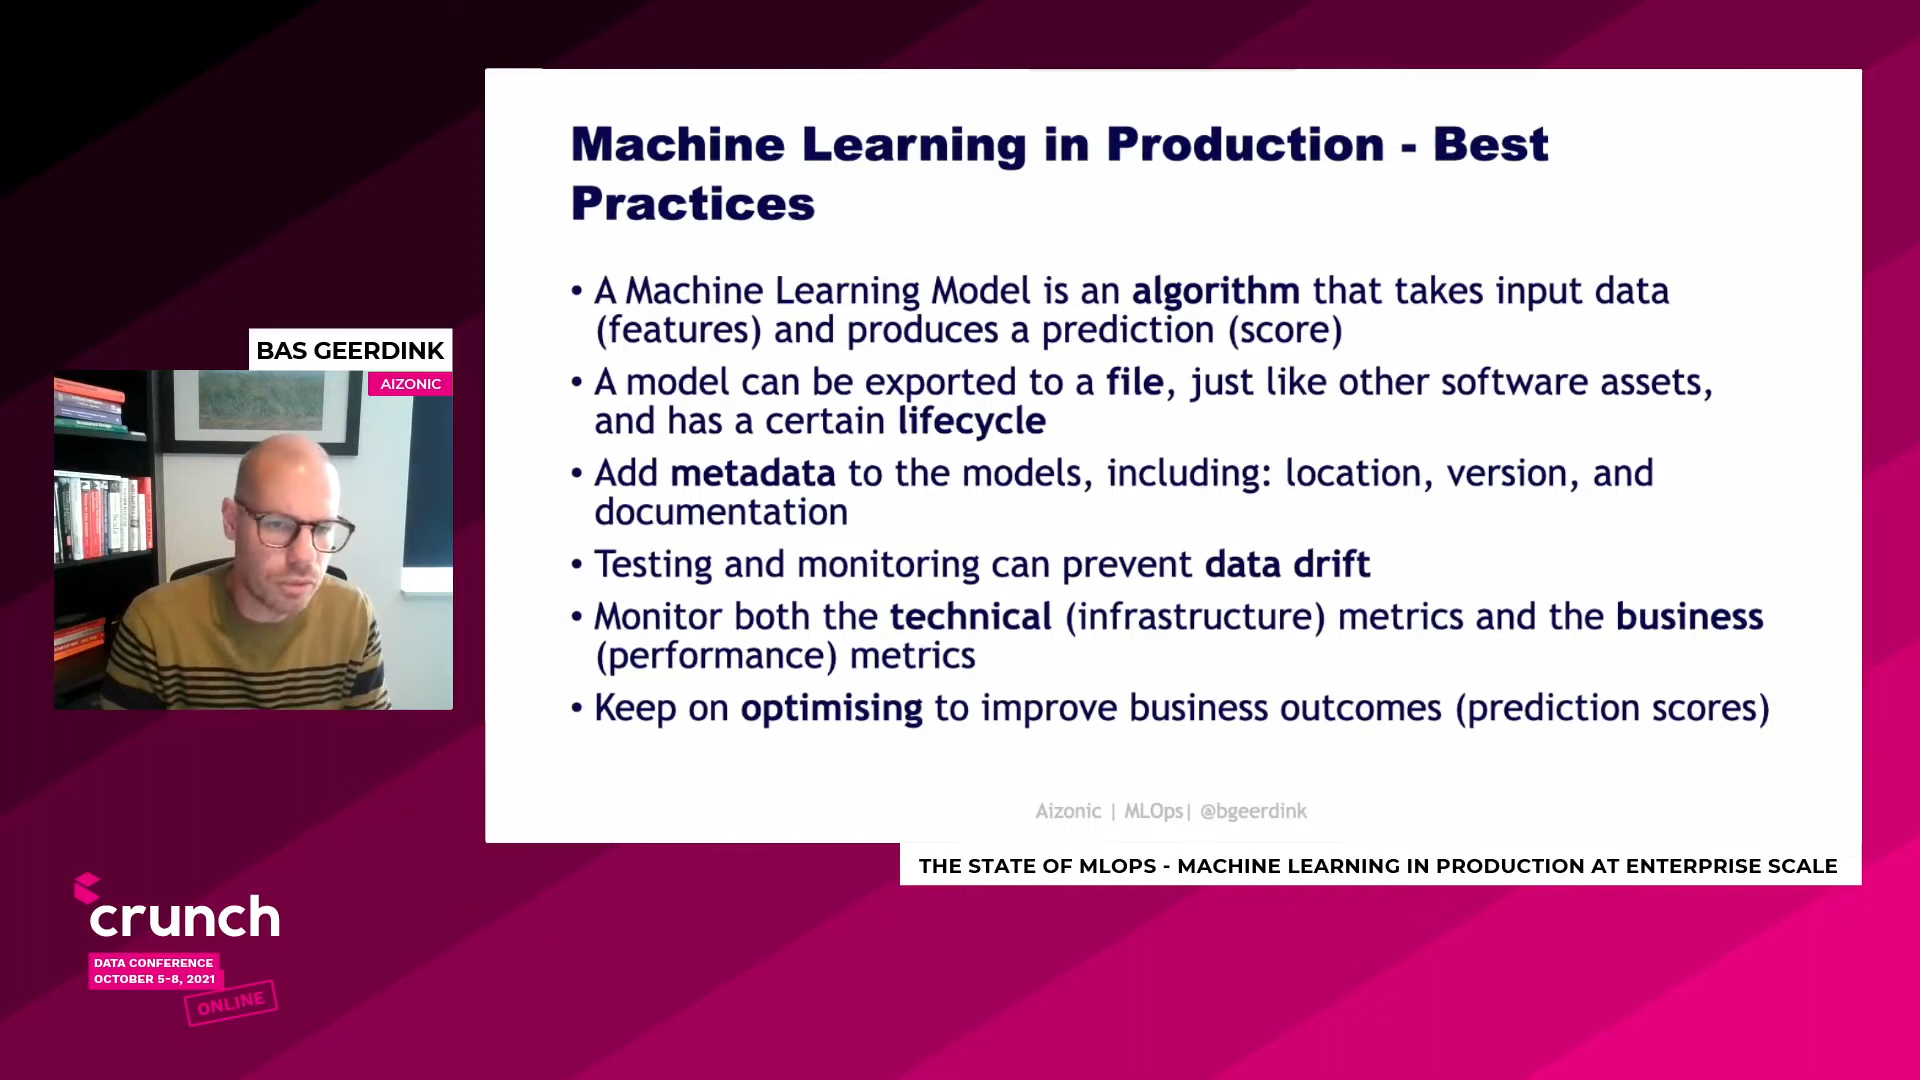 Machine Learning in Production - Best
Practices
• A Machine Learning Model is an algorithm that takes input data
(features) and produces a prediction (score)
• A model can be exported to a file, just like other software assets,
and has a certain lifecycle
• Add metadata to the models, including: location, version, and
documentation
• Testing and monitoring can prevent data drift
• Monitor both the technical (infrastructure) metrics and the business
(performance) metrics
• Keep on optimising to improve business outcomes (prediction scores)
Aizonic | MLOps| @bgeerdink
THE STATE OF MLOPS - MACHINE LEARNING IN PRODUCTION AT ENTERPRISE SCALE
BAS GEERDINK
AIZONIC
Scala
crunch
DATA CONFERENCE
OCTOBER 5-8, 2021
ONLINE